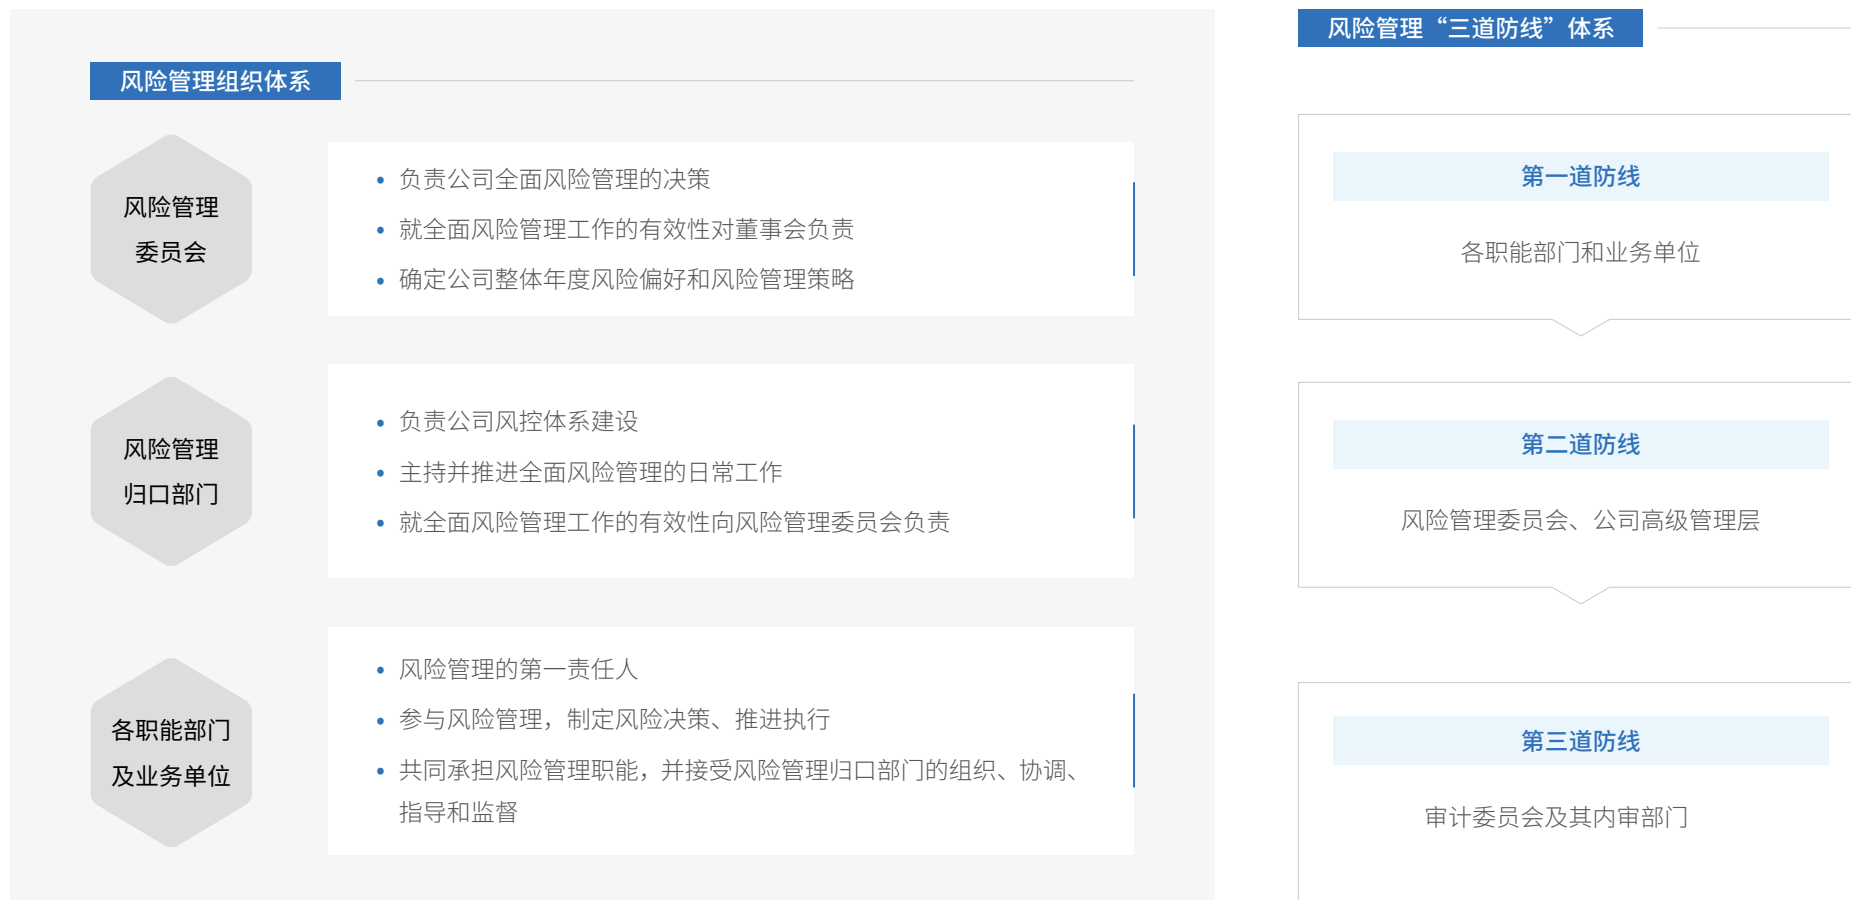 风险管理组织体系
风险管理
委员会
负责公司全面风险管理的决策
就全面风险管理工作的有效性对董事会负责
确定公司整体年度风险偏好和风险管理策略
风险管理
归口部门
负责公司风控体系建设
主持并推进全面风险管理的日常工作
就全面风险管理工作的有效性向风险管理委员会负责
各职能部门
及业务单位
风险管理的第一责任人
参与风险管理，制定风险决策、推进执行
共同承担风险管理职能，并接受风险管理归口部门的组织、协调、
指导和监督
风险管理“三道防线”体系
第一道防线
各职能部门和业务单位
第二道防线
风险管理委员会、公司高级管理层
第三道防线
审计委员会及其内审部门